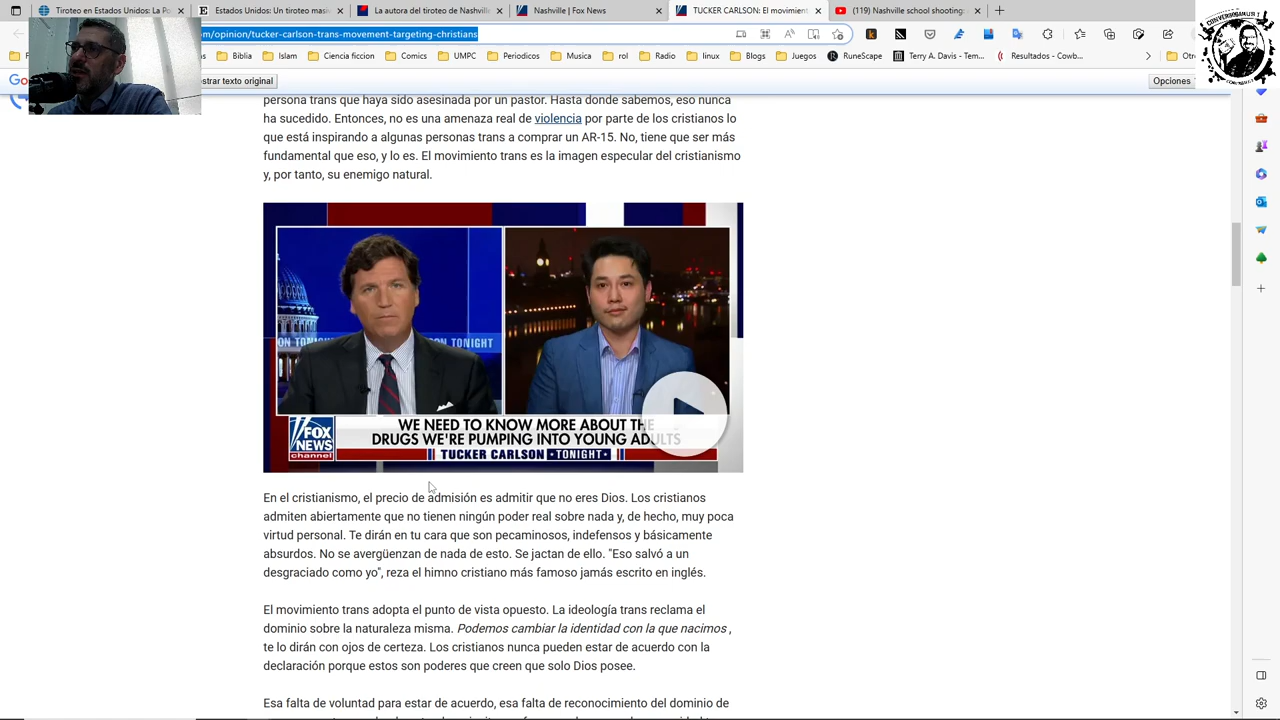 Tiroteo en Estados Unidos: La Po
Estados Unidos: Un tiroteo masi
La autora del tiroteo de Nashville
Nashville | Fox News
TUCKER CARLSON: El movimiento
(119) Nashville school shooting
om/opinion/tucker-carlson-trans-movement-targeting-christians
Biblia
Islam
Ciencia ficcion
Comics
UMPC
Periodicos
Musica
rol
Radio
linux
Blogs
Juegos
RuneScape
Terry A. Davis - Tem...
Resultados - Cowb...
Go
strar texto original
Opciones
CONVERSEMOS
persona trans que haya sido asesinada por un pastor. Hasta donde sabemos, eso nunca
ha sucedido. Entonces, no es una amenaza real de violencia por parte de los cristianos lo
que está inspirando a algunas personas trans a comprar un AR-15. No, tiene que ser más
fundamental que eso, y lo es. El movimiento trans es la imagen especular del cristianismo
y, por tanto, su enemigo natural.
ON TONIGHT
ON TONIGHT
WE NEED TO KNOW MORE ABOUT THE
DRUGS WE'RE PUMPING INTO YOUNG ADULTS
FOX
NEWS
channel
TUCKER CARLSON TONIGHT
En el cristianismo, el precio de admisión es admitir que no eres Dios. Los cristianos
admiten abiertamente que no tienen ningún poder real sobre nada y, de hecho, muy poca
virtud personal. Te dirán en tu cara que son pecaminosos, indefensos y básicamente
absurdos. No se avergüenzan de nada de esto. Se jactan de ello. "Eso salvó a un
desgraciado como yo", reza el himno cristiano más famoso jamás escrito en inglés.
El movimiento trans adopta el punto de vista opuesto. La ideología trans reclama el
dominio sobre la naturaleza misma. Podemos cambiar la identidad con la que nacimos ,
te lo dirán con ojos de certeza. Los cristianos nunca pueden estar de acuerdo con la
declaración porque estos son poderes que creen que solo Dios posee.
Esa falta de voluntad para estar de acuerdo, esa falta de reconocimiento del dominio de